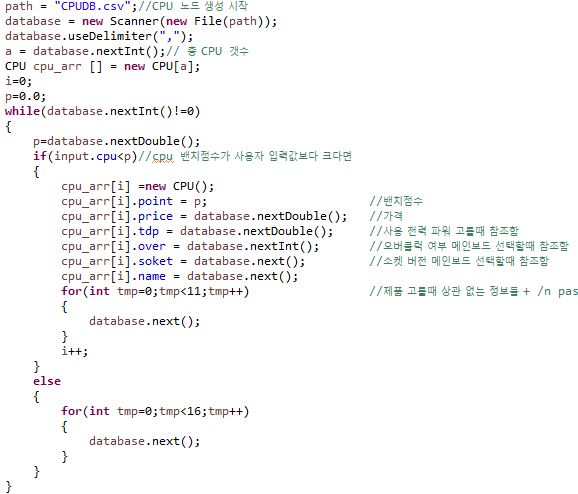 path = "CPUDB.csv";//CPU 노드 생성 시작
database = new Scanner(new File(path));
database.useDelimiter(",");
a = database.nextInt();// 총 CPU 갯수
CPU cpu_arr [] = new CPU[a];
i=0;
p=0.0;
while(database.nextInt()!=0)
{
    p=database.nextDouble();
    if(input.cpu<p)//cpu 밴치점수가 사용자 입력값보다 크다면
    {
        cpu_arr[i] =new CPU();
        cpu_arr[i].point = p;                       //밴치점수
        cpu_arr[i].price = database.nextDouble();   //가격
        cpu_arr[i].tdp = database.nextDouble();     //사용 전력 파워 고를때 참조함
        cpu_arr[i].over = database.nextInt();       //오버클럭 여부 메인보드 선택할때 참조함
        cpu_arr[i].soket = database.next();         //소켓 버전 메인보드 선택할때 참조함
        cpu_arr[i].name = database.next();
        for(int tmp=0;tmp<11;tmp++)                 //제품 고를때 상관 없는 정보들 + /n pas
        {
            database.next();
        }
        i++;
    }
    else
    {
        for(int tmp=0;tmp<16;tmp++)
        {
            database.next();
        }
    }
}